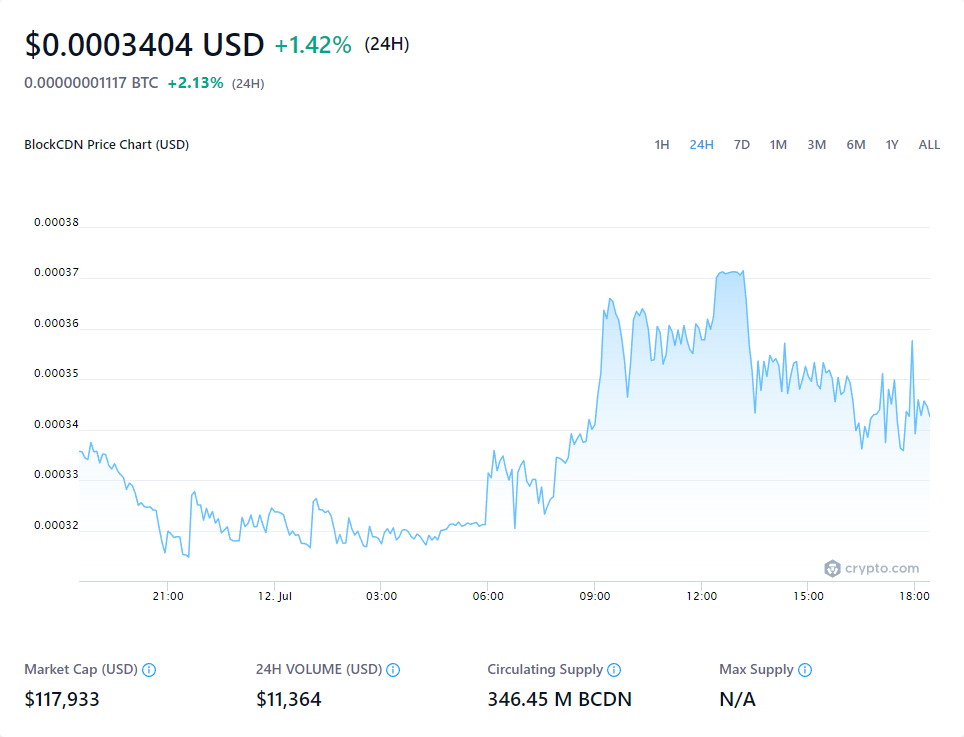 $0.0003404 USD +1.42% (24H)
0.00000001117 BTC +2.13% (24H)
BlockCDN Price Chart (USD) 1H 24H 7D 1M 3M 6M 1Y ALL
0.00038
0.00037
0.00036
0.00035
0.00034
0.00033
0.00032
crypto.com
21:00 12. Jul 03:00 06:00 09:00 12:00 15:00 18:00
Market Cap (USD) 24H VOLUME (USD) Circulating Supply Max Supply
$117,933 $11,364 346.45 M BCDN N/A